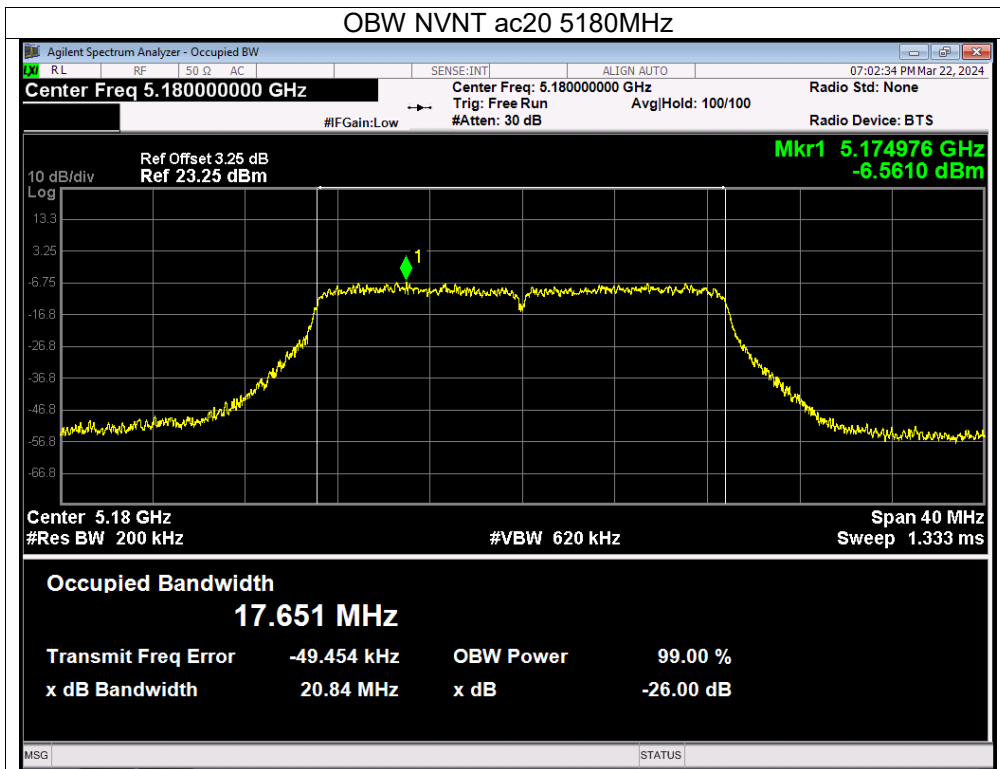 OBW NVNT ac20 5180MHz
Agilent Spectrum Analyzer - Occupied BW
LXI RL RF 50 Ω AC SENSE:INT ALIGN AUTO 07:02:34 PM Mar 22, 2024
Center Freq 5.180000000 GHz Center Freq: 5.180000000 GHz Radio Std: None
Trig: Free Run Avg|Hold: 100/100
#IFGain:Low #Atten: 30 dB Radio Device: BTS
Mkr1 5.174976 GHz
-6.5610 dBm
Ref Offset 3.25 dB
10 dB/div Ref 23.25 dBm
Log
13.3
3.25
1
-6.75
-16.8
-26.8
-36.8
-46.8
-56.8
-66.8
Center 5.18 GHz Span 40 MHz
#Res BW 200 kHz #VBW 620 kHz Sweep 1.333 ms
Occupied Bandwidth
17.651 MHz
Transmit Freq Error -49.454 kHz OBW Power 99.00 %
x dB Bandwidth 20.84 MHz x dB -26.00 dB
MSG STATUS